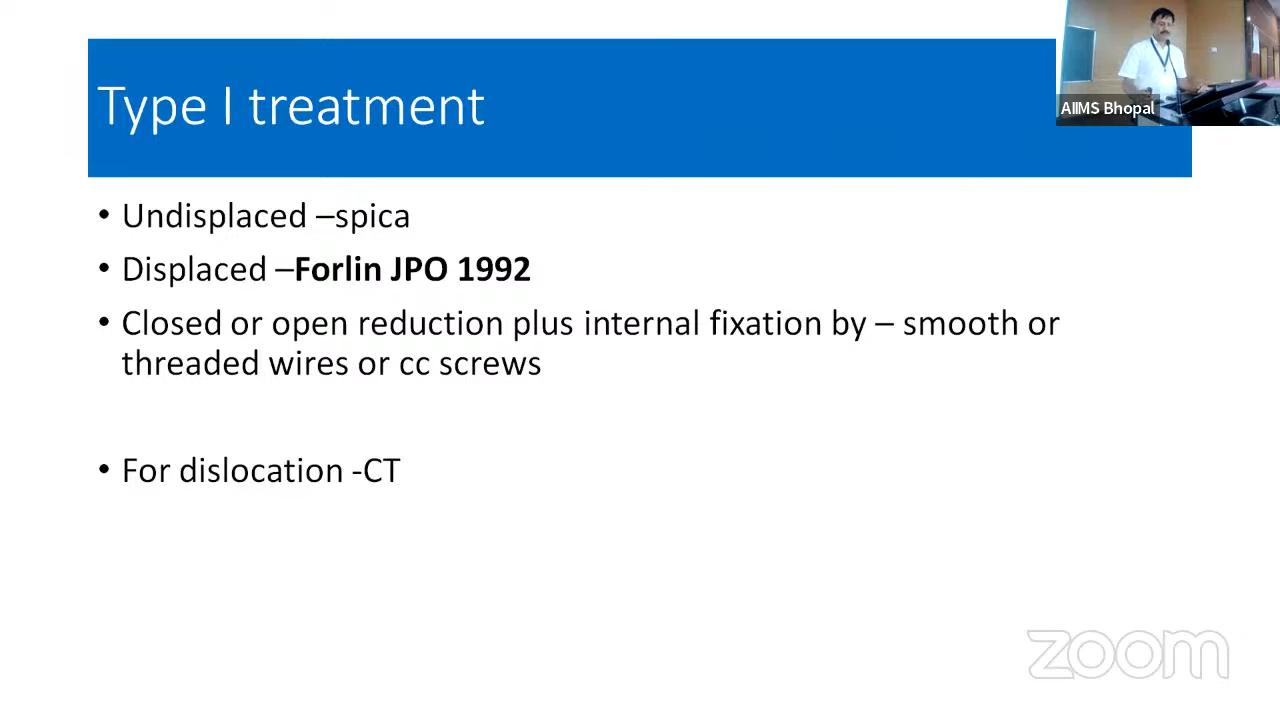 Type I treatment
AIIMS Bhopal
• Undisplaced –spica
• Displaced –Forlin JPO 1992
• Closed or open reduction plus internal fixation by – smooth or
threaded wires or cc screws
• For dislocation -CT
zoom